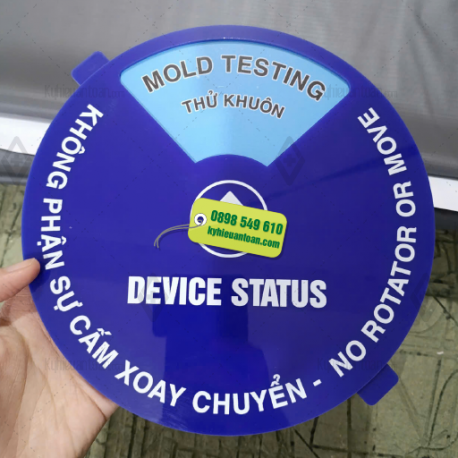 MOLD TESTING
THỬ KHUÔN
0898 549 610
kyhieuantoan.com
DEVICE STATUS
KHÔNG PHẬN SỰ CẤM XOAY CHUYỂN - NO ROTATOR OR MOVE